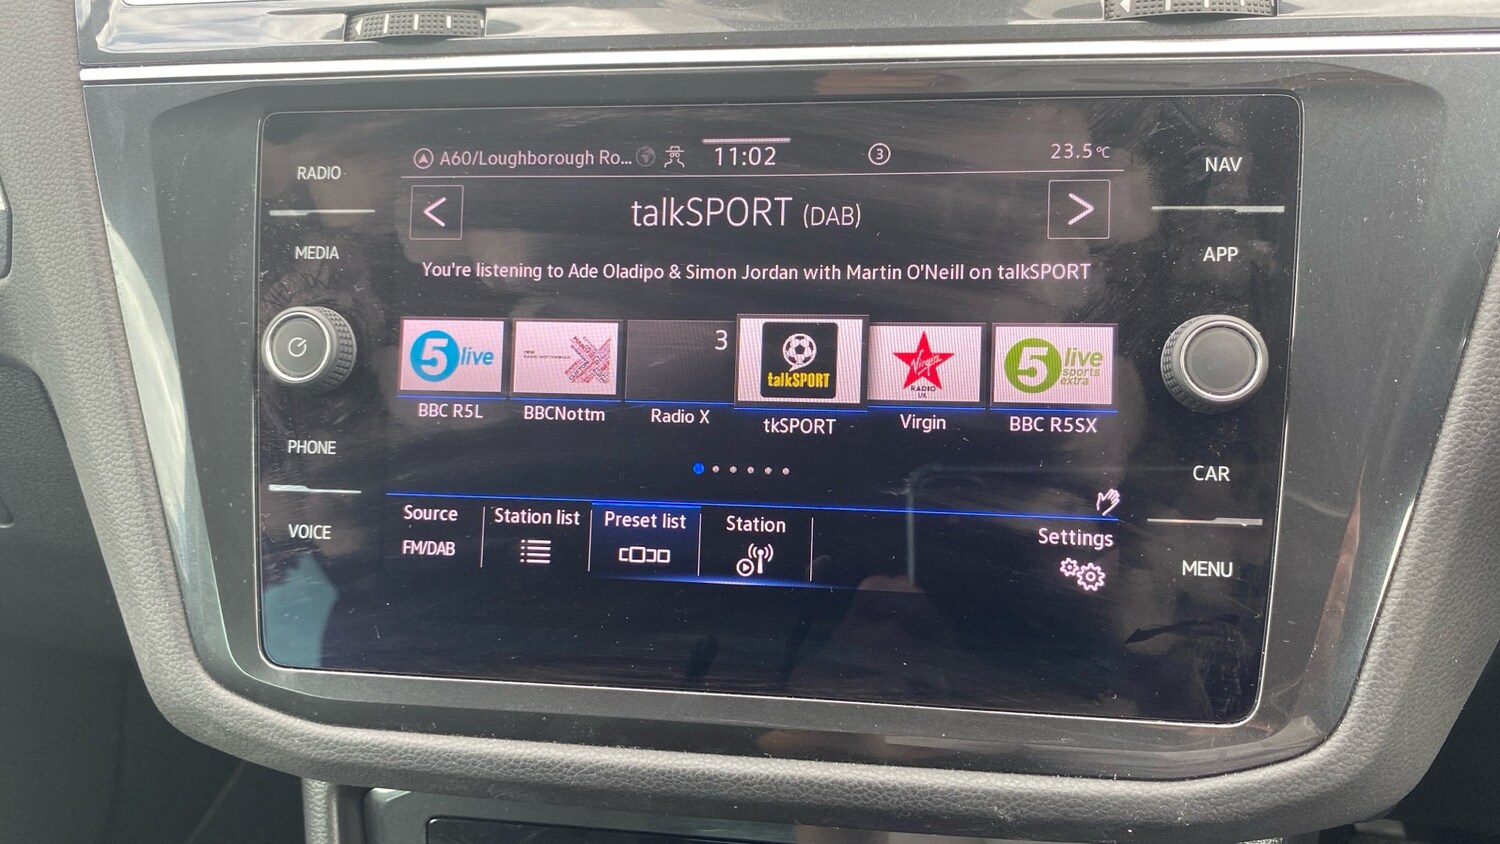 RADIO
MEDIA
PHONE
VOICE
A60/Loughborough Ro...
11:02
3
23.5°C
talkSPORT (DAB)
You're listening to Ade Oladipo & Simon Jordan with Martin O'Neill on talkSPORT
5 live
BBC R5L
BBCNottm
3
Radio X
talkSPORT
tkSPORT
Virgin
RADIO
UK
Virgin
5 live
sports
extra
BBC R5SX
Source
FM/DAB
Station list
Preset list
Station
Settings
NAV
APP
CAR
MENU